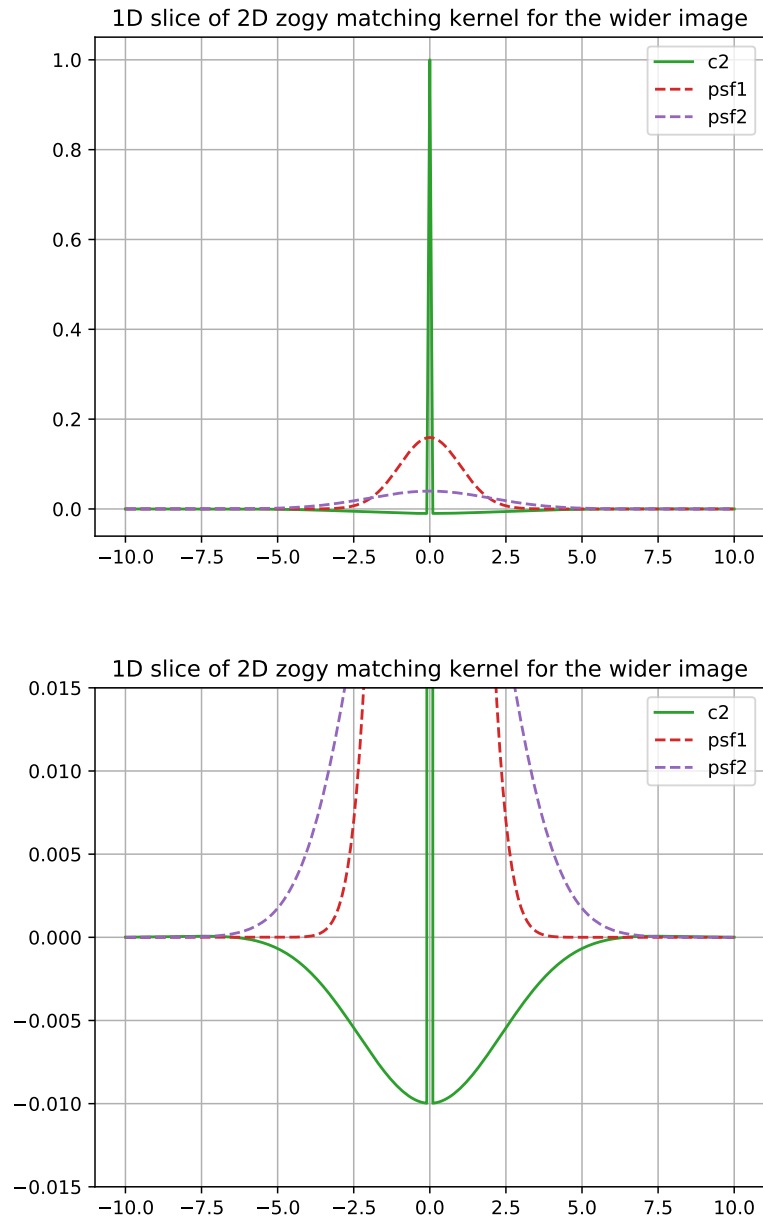 1D slice of 2D zogy matching kernel for the wider image
c2
psf1
psf2
1.0
0.8
0.6
0.4
0.2
0.0
−10.0 −7.5 −5.0 −2.5 0.0 2.5 5.0 7.5 10.0
1D slice of 2D zogy matching kernel for the wider image
c2
psf1
psf2
0.015
0.010
0.005
0.000
−0.005
−0.010
−0.015
−10.0 −7.5 −5.0 −2.5 0.0 2.5 5.0 7.5 10.0